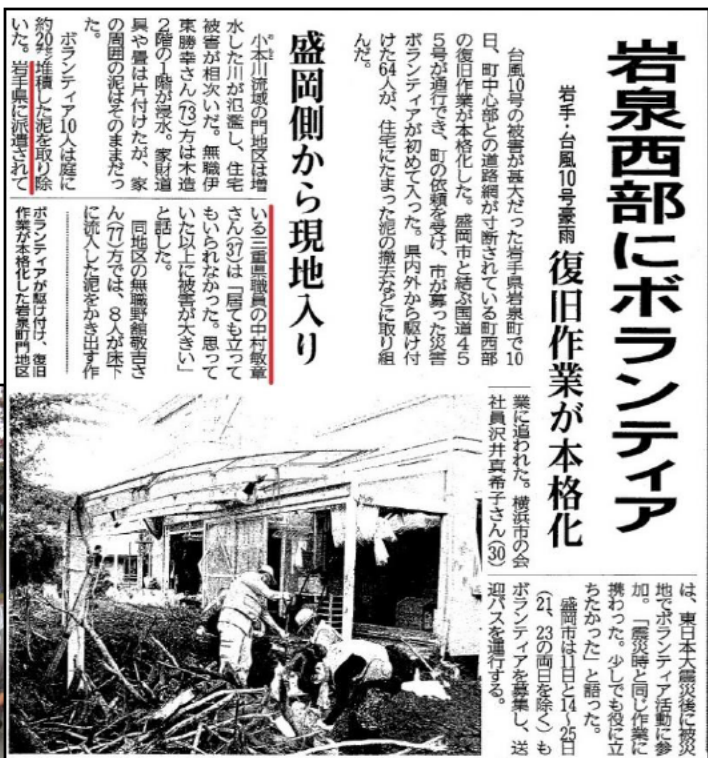 岩泉西部にボランティア
岩手・台風10号豪雨
復旧作業が本格化
台風10号の被害が甚大だった岩手県岩泉町で10
日、町中心部との道路網が寸断されている町西部
の復旧作業が本格化した。盛岡市と結ぶ国道45
5号が通行でき、町の依頼を受け、市が募った災害
ボランティアが初めて入った。県内外から駆け付
けた64人が、住宅にたまった泥の撤去などに取り組
んだ。
盛岡側から現地入り
小本川流域の門地区は増
水した川が氾濫し、住宅
被害が相次いだ。無職伊
東勝幸さん(73)方は木造
2階の1階が浸水。家財道
具や畳は片付けたが、家
の周囲の泥はそのままだっ
た。
ボランティア10人は庭に
約20㌢堆積した泥を取り除
いた。岩手県に派遣されて
いる三重県職員の中村敏章
さん(37)は「居ても立って
もいられなかった。思って
いた以上に被害が大きい」
と話した。
同地区の無職野舘敬吉さ
ん(77)方では、8人が床下
に流入した泥をかき出す作
業に追われた。横浜市の会
社員沢井真希子さん(30)
は、東日本大震災後に被災
地でボランティア活動に参
加。「震災時と同じ作業に
携わった。少しでも役に立
ちたかった」と語った。
盛岡市は11日と14~25日
(21、23の両日を除く)も
ボランティアを募集し、送
迎バスを運行する。
ボランティアが駆け付け、復旧
作業が本格化した岩泉町門地区